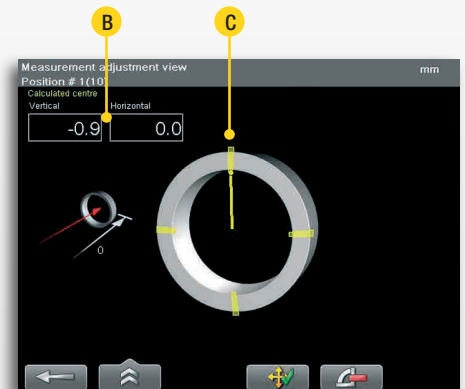 B
C
Measurement adjustment view
mm
Position # 1(10)
Calculated centre
Vertical
Horizontal
-0.9
0.0
0